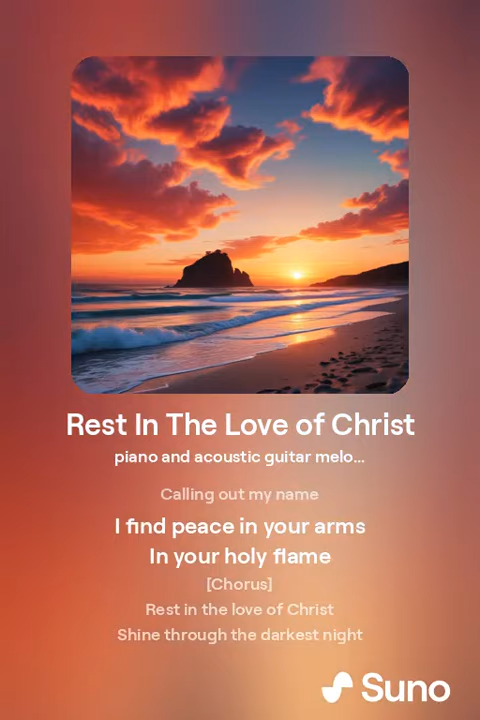 Rest In The Love of Christ
piano and acoustic guitar melo...
Calling out my name
I find peace in your arms
In your holy flame
[Chorus]
Rest in the love of Christ
Shine through the darkest night
Suno